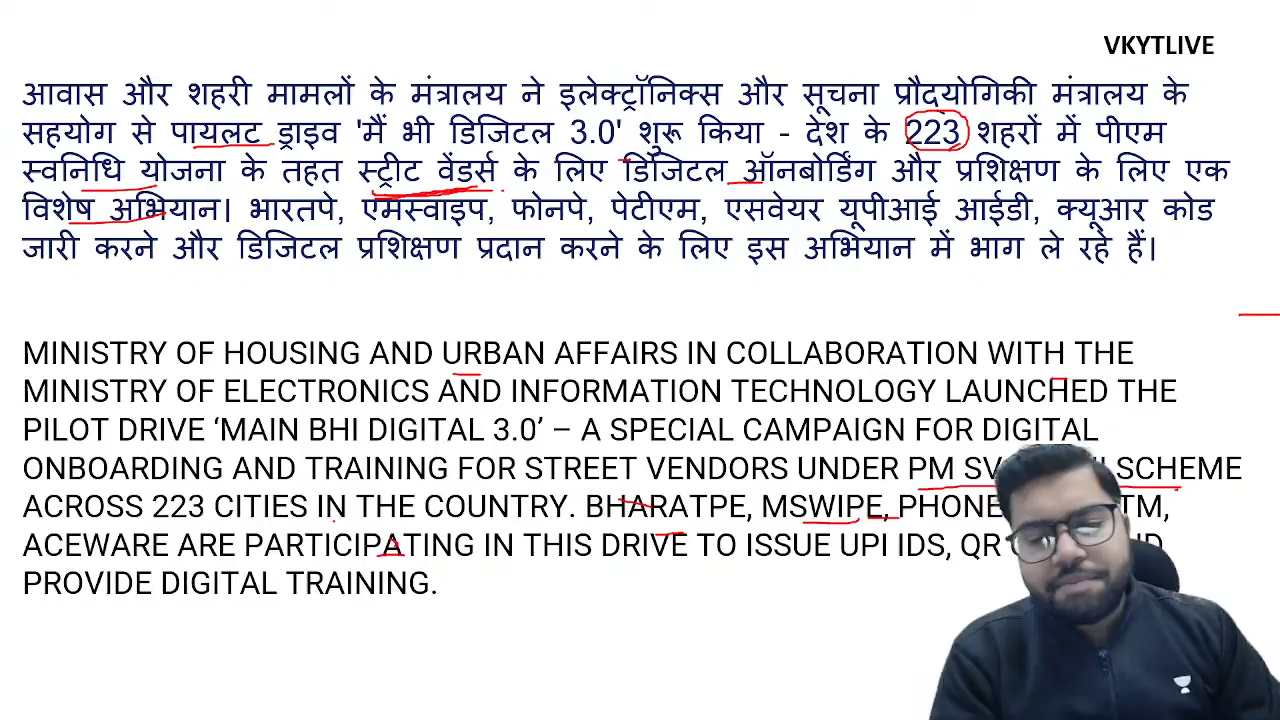 VKYTLIVE
आवास और शहरी मामलों के मंत्रालय ने इलेक्ट्रॉनिक्स और सूचना प्रौदयोगिकी मंत्रालय के
सहयोग से पायलट ड्राइव 'मैं भी डिजिटल 3.0' शुरू किया - देश के 223 शहरों में पीएम
स्वनिधि योजना के तहत स्ट्रीट वेंडर्स के लिए डिजिटल ऑनबोर्डिंग और प्रशिक्षण के लिए एक
विशेष अभियान। भारतपे, एमस्वाइप, फोनपे, पेटीएम, एसवेयर यूपीआई आईडी, क्यूआर कोड
जारी करने और डिजिटल प्रशिक्षण प्रदान करने के लिए इस अभियान में भाग ले रहे हैं।
MINISTRY OF HOUSING AND URBAN AFFAIRS IN COLLABORATION WITH THE
MINISTRY OF ELECTRONICS AND INFORMATION TECHNOLOGY LAUNCHED THE
PILOT DRIVE ‘MAIN BHI DIGITAL 3.0’ – A SPECIAL CAMPAIGN FOR DIGITAL
ONBOARDING AND TRAINING FOR STREET VENDORS UNDER PM SCHEME
ACROSS 223 CITIES IN THE COUNTRY. BHARATPE, MSWIPE,
ACEWARE ARE PARTICIPATING IN THIS DRIVE TO ISSUE UPI IDS, QR
PROVIDE DIGITAL TRAINING.